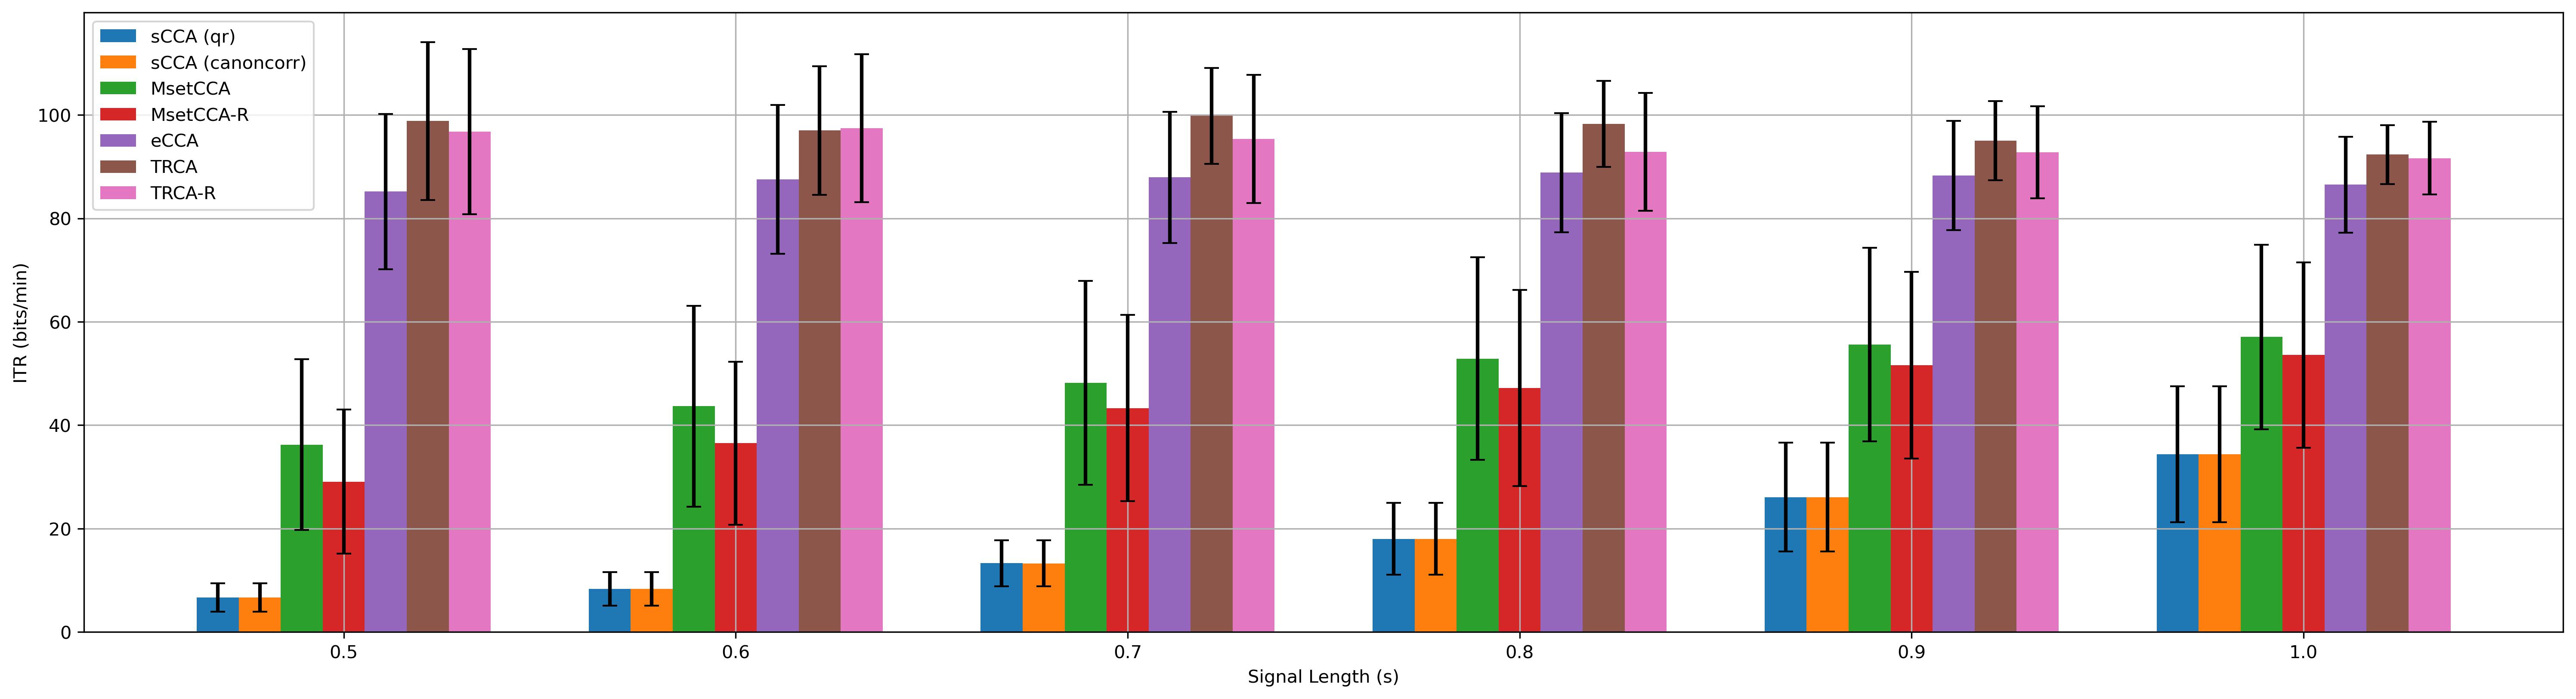 sCCA (qr)
sCCA (canoncorr)
MsetCCA
MsetCCA-R
eCCA
TRCA
TRCA-R
ITR (bits/min)
100
80
60
40
20
0
0.5 0.6 0.7 0.8 0.9 1.0
Signal Length (s)